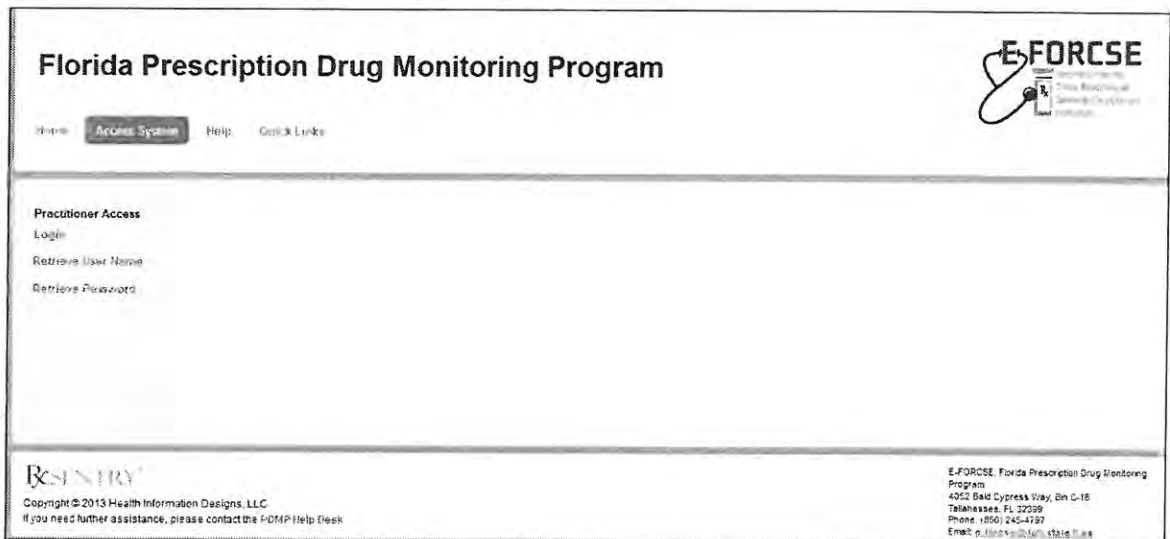 Florida Prescription Drug Monitoring Program
E-FORCSE
Home Access System Help Quick Links
Practitioner Access
Login
Retrieve User Name
Retrieve Password
RxSENTRY
Copyright © 2013 Health Information Designs, LLC
If you need further assistance, please contact the PDMP Help Desk
E-FORCSE, Florida Prescription Drug Monitoring
Program
4052 Bald Cypress Way, Bin C-16
Tallahassee, FL 32399
Phone: (850) 245-4797
Email: